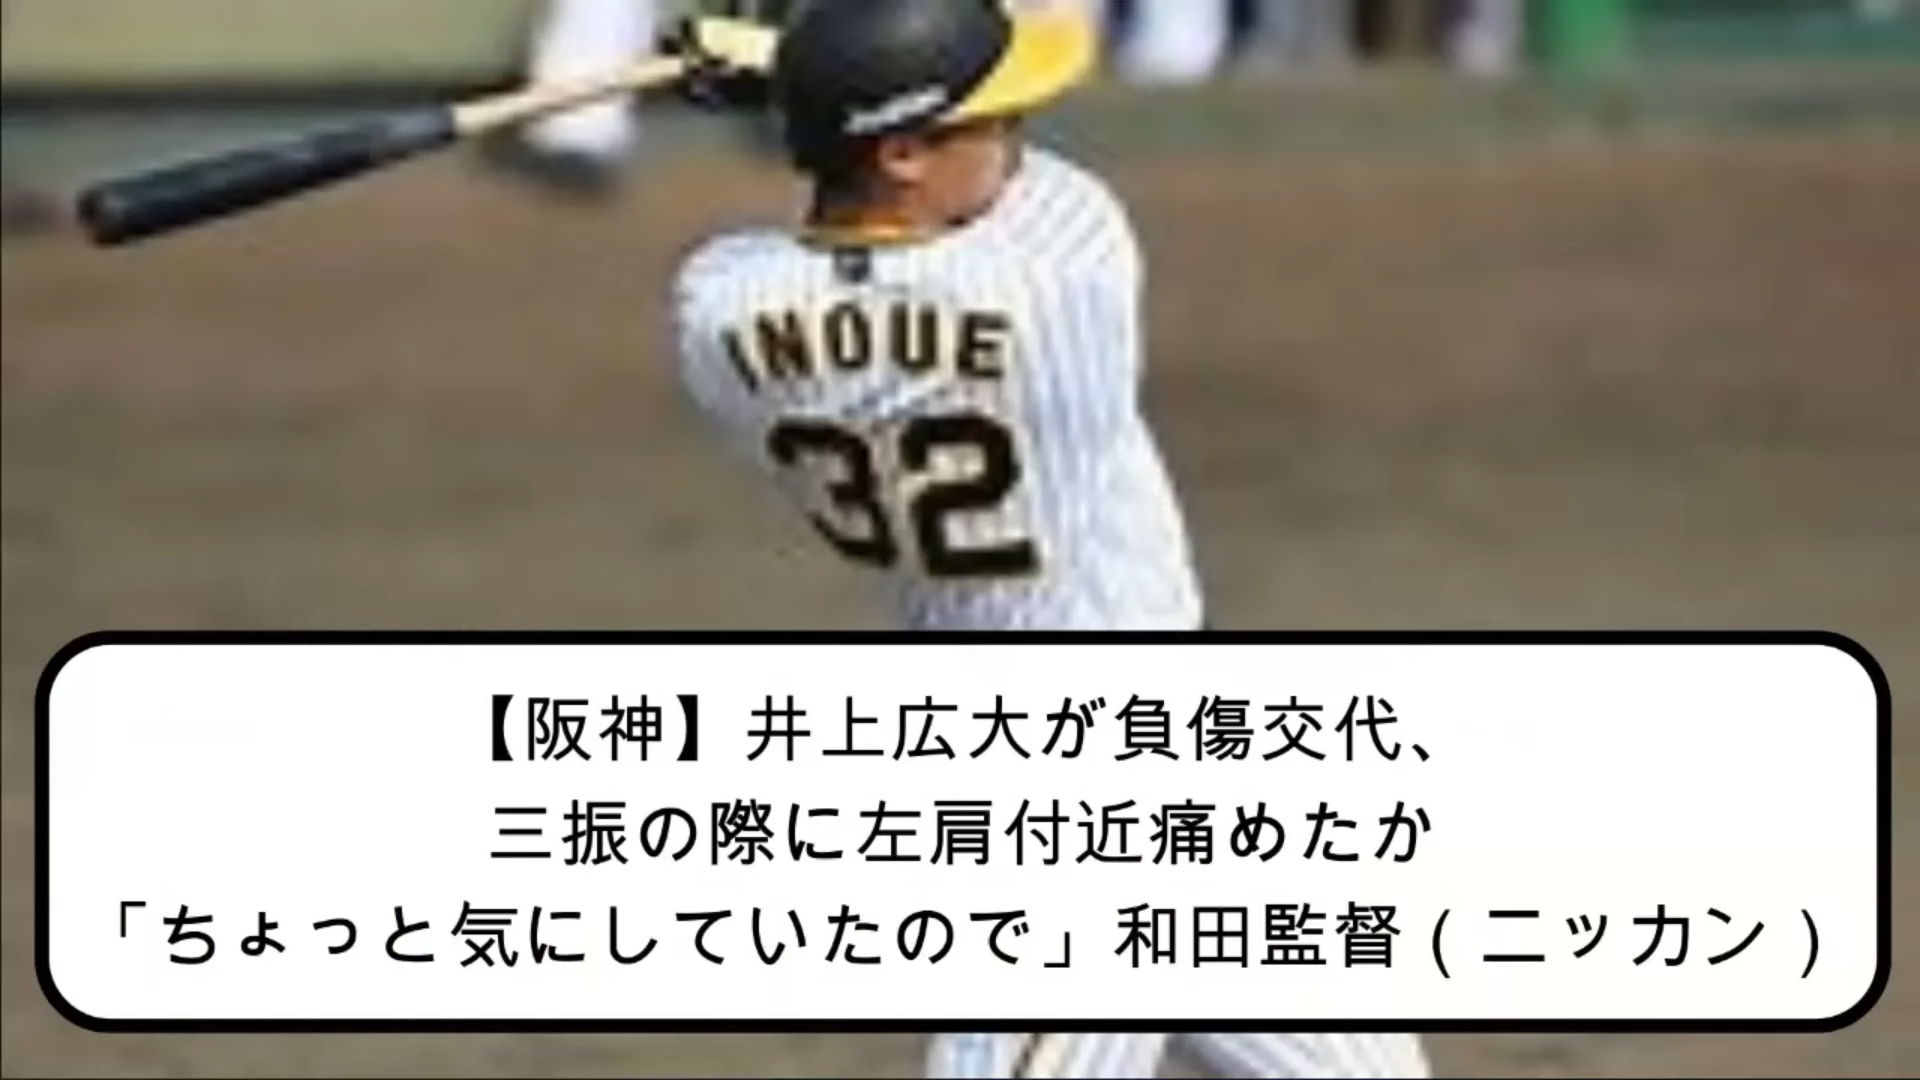 INOUE
32
【阪神】井上広大が負傷交代、
三振の際に左肩付近痛めたか
「ちょっと気にしていたので」和田監督(ニッカン)